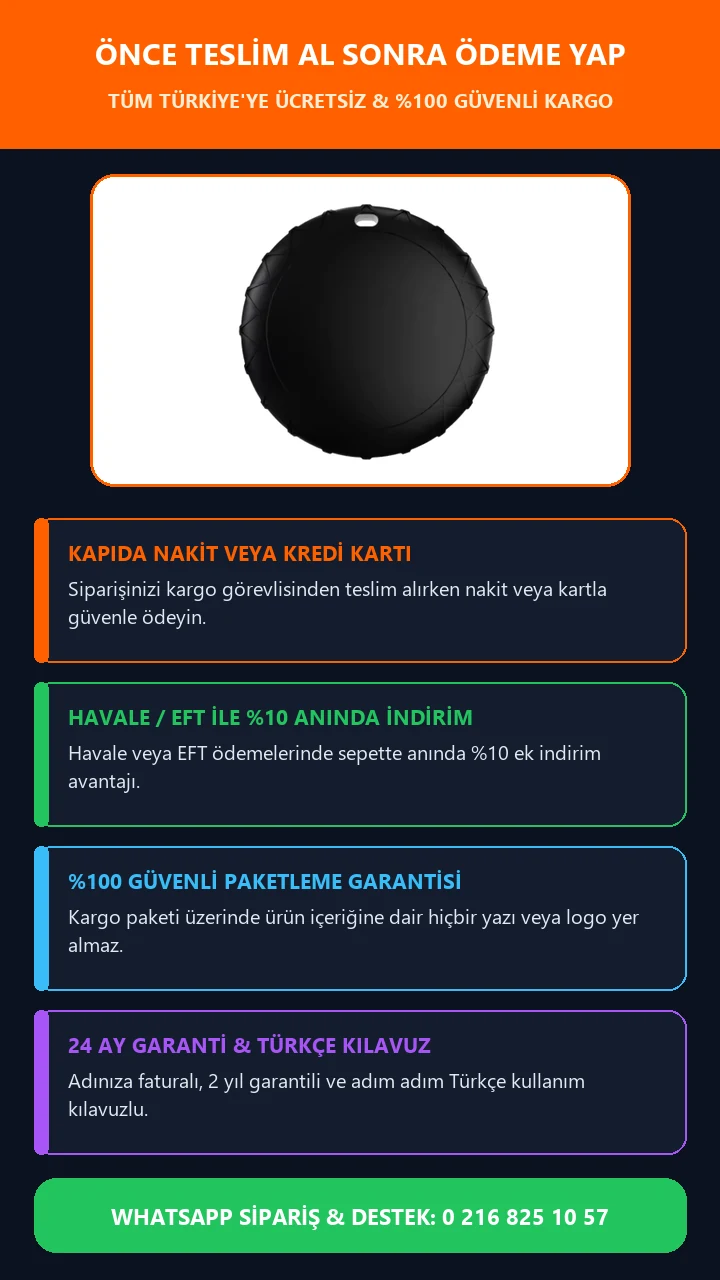 ÖNCE TESLİM AL SONRA ÖDEME YAP
TÜM TÜRKİYE'YE ÜCRETSİZ & %100 GÜVENLİ KARGO
KAPIDA NAKİT VEYA KREDİ KARTI
Siparişinizi kargo görevlisinden teslim alırken nakit veya kartla
güvenle ödeyin.
HAVALE / EFT İLE %10 ANINDA İNDİRİM
Havale veya EFT ödemelerinde sepette anında %10 ek indirim
avantajı.
%100 GÜVENLİ PAKETLEME GARANTİSİ
Kargo paketi üzerinde ürün içeriğine dair hiçbir yazı veya logo yer
almaz.
24 AY GARANTİ & TÜRKÇE KILAVUZ
Adınıza faturalı, 2 yıl garantili ve adım adım Türkçe kullanım
kılavuzlu.
WHATSAPP SİPARİŞ & DESTEK: 0 216 825 10 57